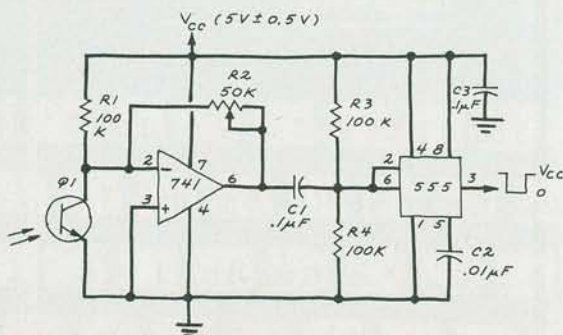 Vcc (5V ± 0.5V)
R1
100
K
R2
50K
R3
100K
C3
.1µF
2
7
741
6
3
4
Q1
C1
.1µF
R4
100K
4 8
2
6
555
3
1 5
Vcc
0
C2
.01µF